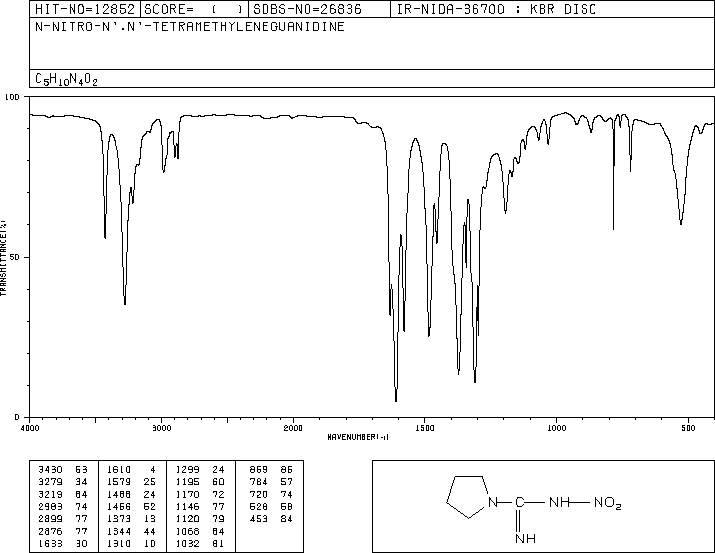 HIT-NO=12852 SCORE= ( ) SDBS-NO=26836 IR-NIDA-36700 : KBR DISC
N-NITRO-N',N'-TETRAMETHYLENEGUANIDINE
C5H10N4O2
100
50
0
TRANSMITTANCE(%)
4000 3000 2000 1500 1000 500
WAVENUMBER(-1)
3430 53 1610 4 1299 24 869 86
3279 34 1579 25 1195 60 784 57
3219 64 1488 24 1170 72 720 74
2983 74 1456 52 1146 77 528 58
2899 77 1373 13 1120 79 453 84
2876 77 1344 44 1068 84
1633 30 1310 10 1032 81
N C NH NO2
NH